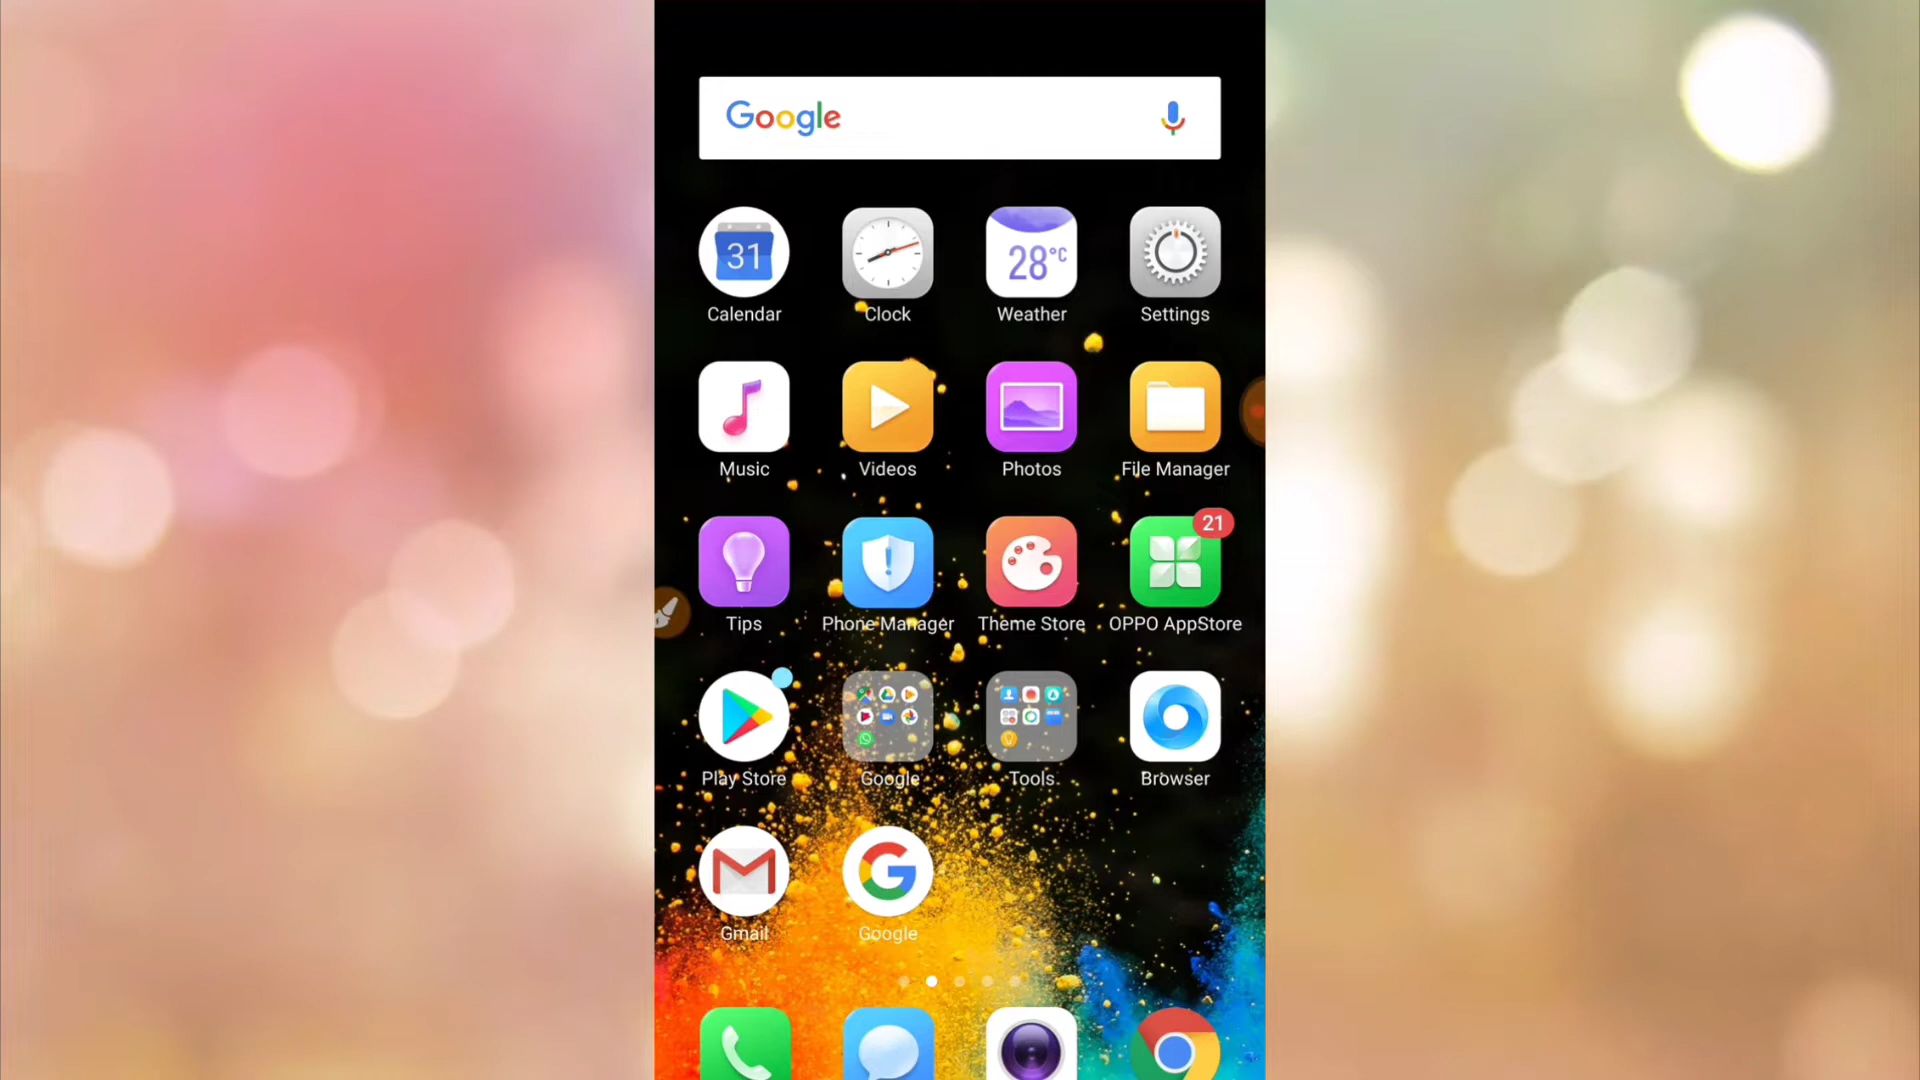 Google
31
28°C
Calendar Clock Weather Settings
Music Videos Photos File Manager
21
Tips Phone Manager Theme Store OPPO AppStore
Play Store Google Tools Browser
Gmail Google